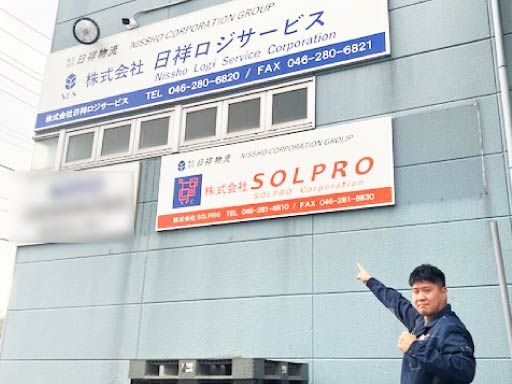 日祥物流 NISSHO CORPORATION GROUP
NLS 株式会社 日祥ロジサービス
Nissho Logi Service Corporation
株式会社日祥ロジサービス TEL 046-280-6820 / FAX 046-280-6821
日祥物流 NISSHO CORPORATION GROUP
株式会社 SOLPRO
SOLPRO Corporation
株式会社 SOLPRO TEL 046-281-6810 / FAX 046-281-6830